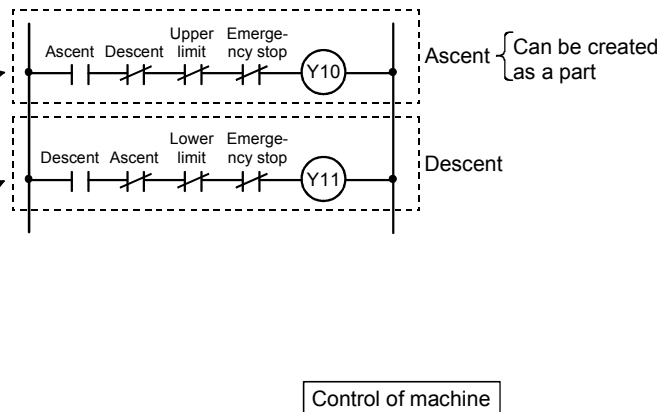 Upper Emerge-
Ascent Descent limit ncy stop
Y10
Ascent { Can be created
as a part
Lower Emerge-
Descent Ascent limit ncy stop
Y11
Descent
Control of machine